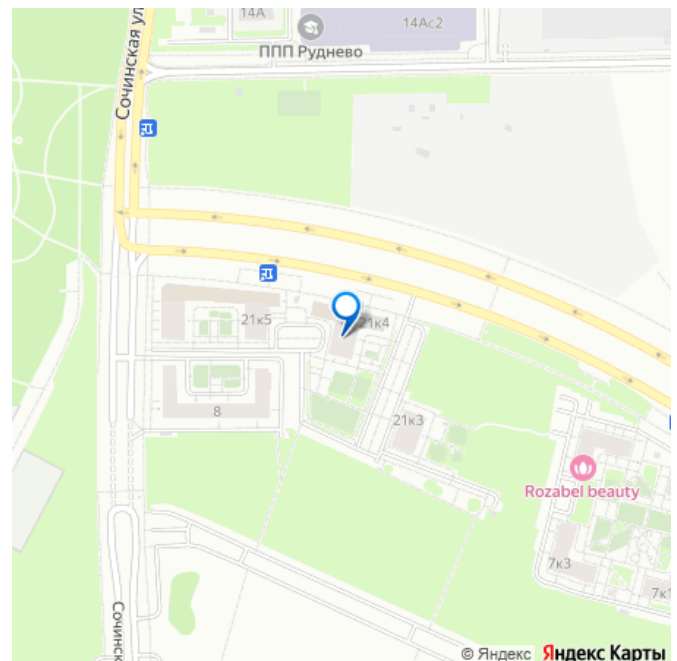 14А
14Ас2
ППП Руднево
Сочинская ул
21к5
21к4
8
21к3
Rozabel beauty
7к3
7к1
Сочинск
© Яндекс Яндекс Карты